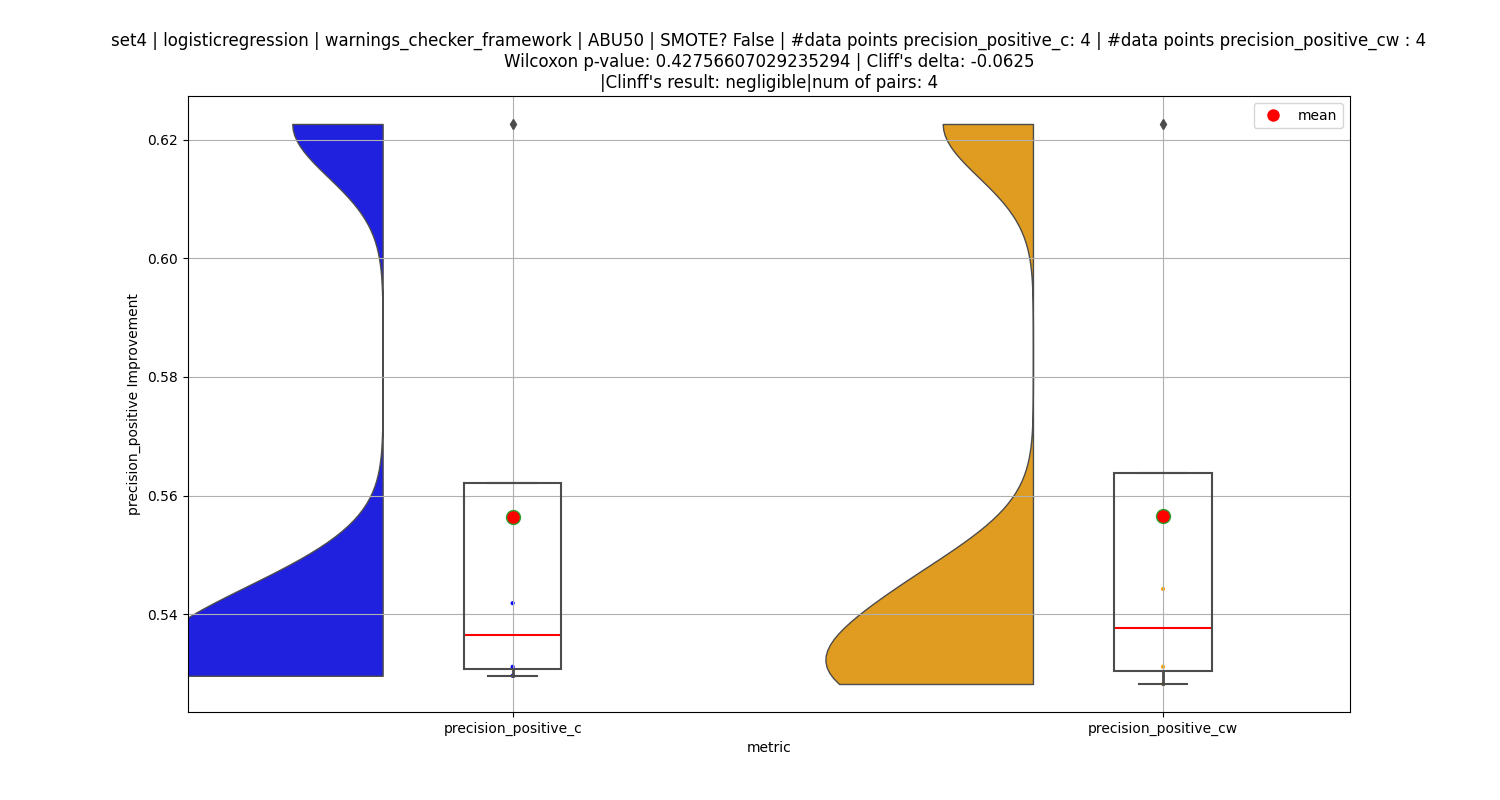 set4 | logisticregression | warnings_checker_framework | ABU50 | SMOTE? False | #data points precision_positive_c: 4 | #data points precision_positive_cw : 4
Wilcoxon p-value: 0.42756607029235294 | Cliff's delta: -0.0625
|Clinff's result: negligible|num of pairs: 4
mean
0.62
0.60
0.58
0.56
0.54
precision_positive Improvement
precision_positive_c
precision_positive_cw
metric